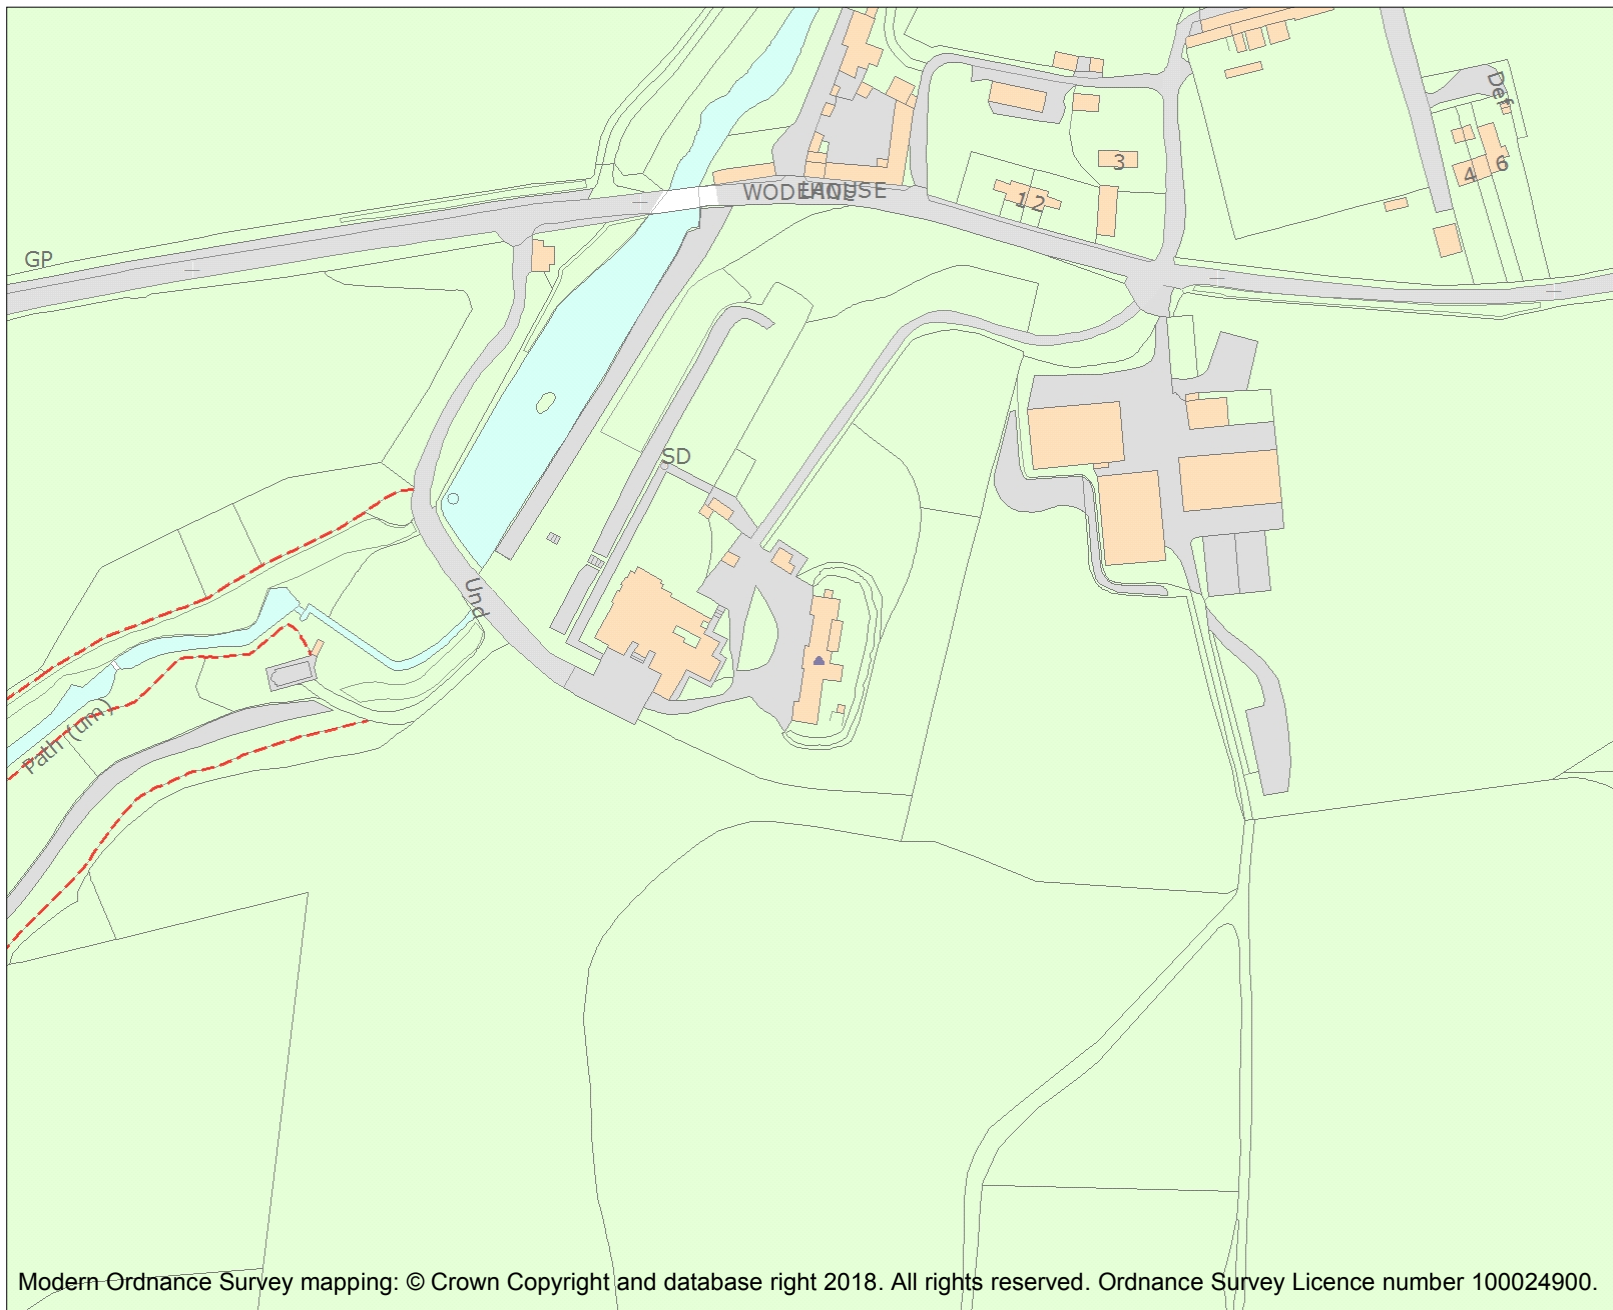 Def
3
4
6
1
2
WODEHOUSE
LANE
GP
SD
Und
Path (um)
Modern Ordnance Survey mapping: © Crown Copyright and database right 2018. All rights reserved. Ordnance Survey Licence number 100024900.